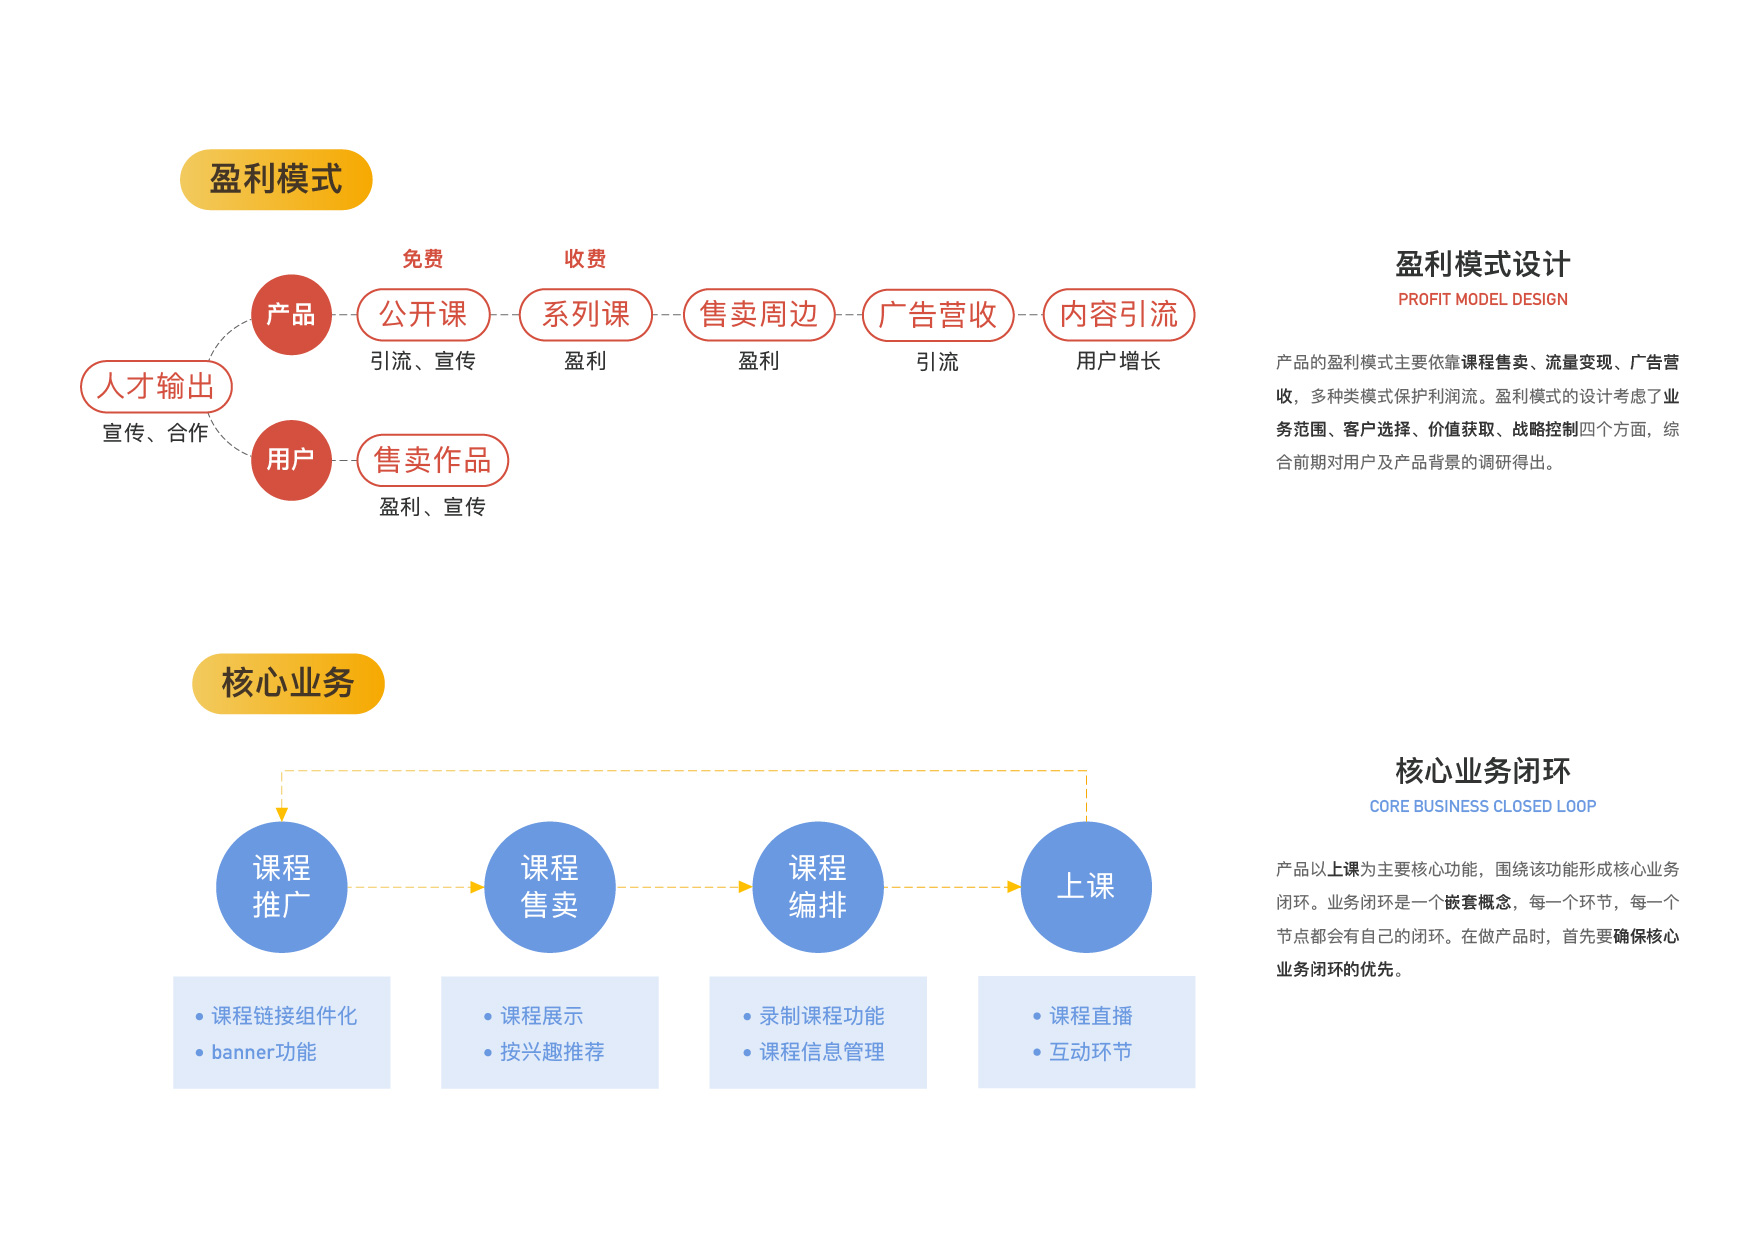 盈利模式
免费
收费
产品
公开课
系列课
售卖周边
广告营收
内容引流
引流、宣传
盈利
盈利
引流
用户增长
人才输出
宣传、合作
用户
售卖作品
盈利、宣传
盈利模式设计
PROFIT MODEL DESIGN
产品的盈利模式主要依靠课程售卖、流量变现、广告营
收，多种类模式保护利润流。盈利模式的设计考虑了业
务范围、客户选择、价值获取、战略控制四个方面，综
合前期对用户及产品背景的调研得出。
核心业务
课程
推广
课程
售卖
课程
编排
上课
• 课程链接组件化
• banner功能
• 课程展示
• 按兴趣推荐
• 录制课程功能
• 课程信息管理
• 课程直播
• 互动环节
核心业务闭环
CORE BUSINESS CLOSED LOOP
产品以上课为主要核心功能，围绕该功能形成核心业务
闭环。业务闭环是一个嵌套概念，每一个环节，每一个
节点都会有自己的闭环。在做产品时，首先要确保核心
业务闭环的优先。